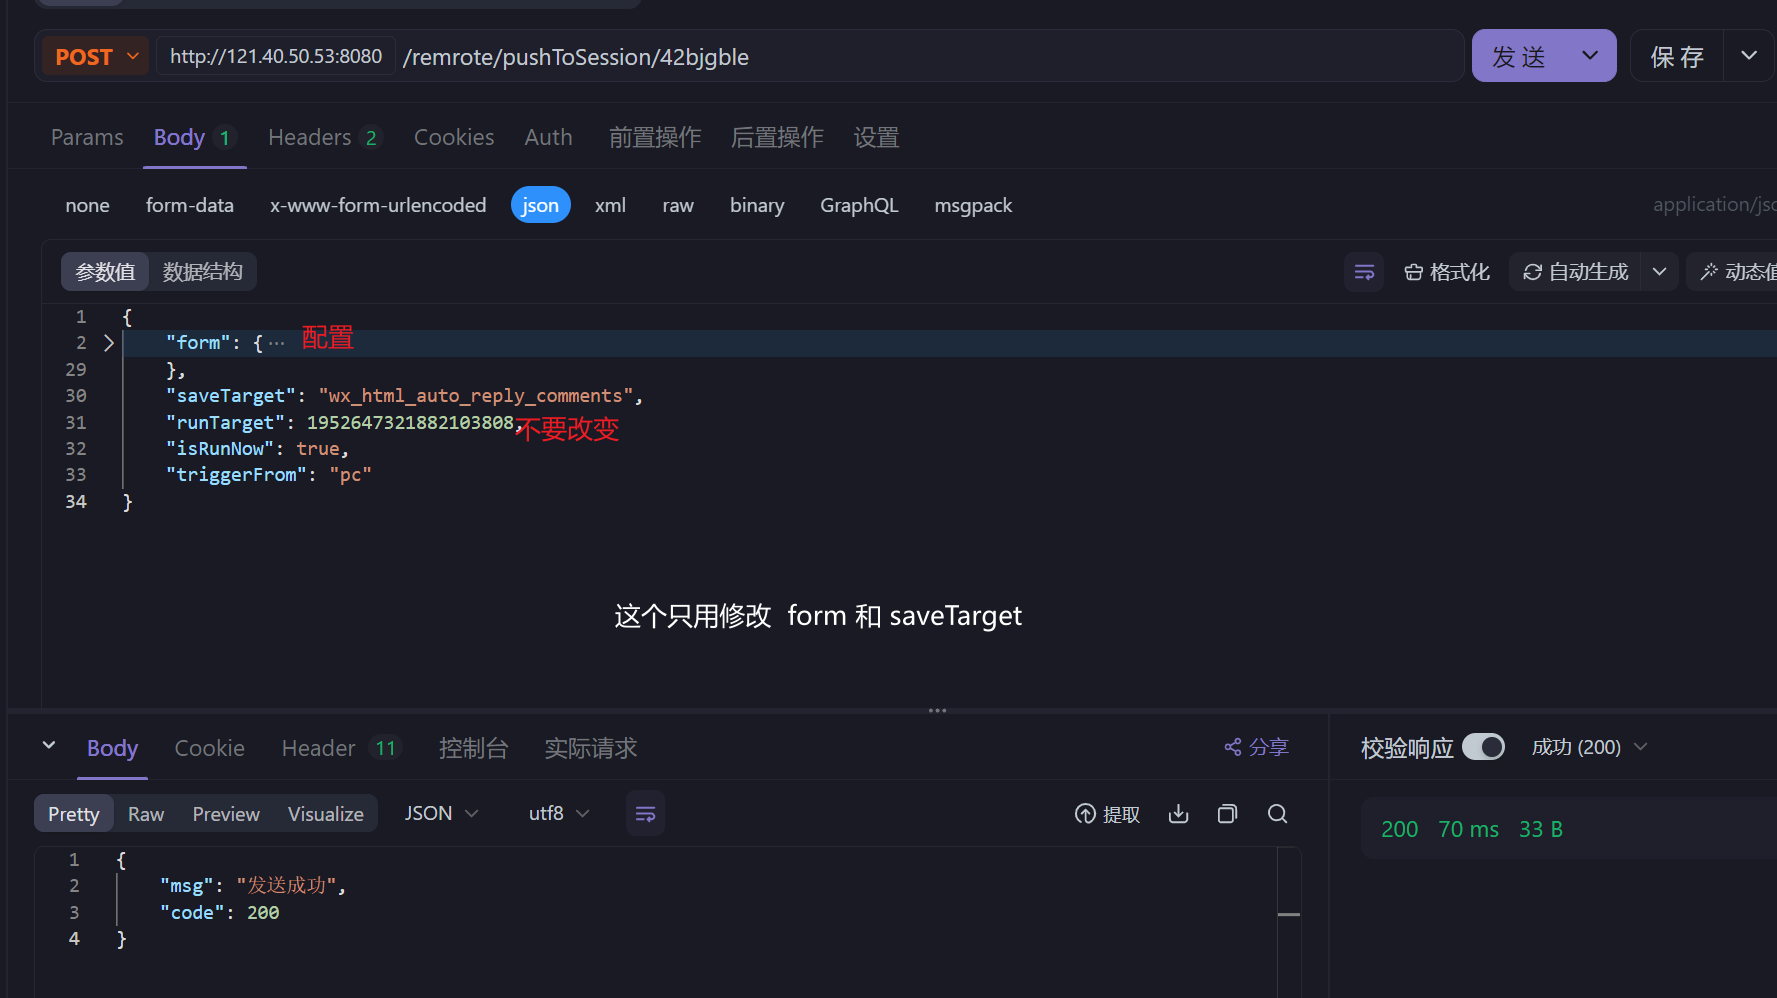 POST http://121.40.50.53:8080 /remrote/pushToSession/42bjgble 发 送 保 存
Params Body 1 Headers 2 Cookies Auth 前置操作 后置操作 设置
none form-data x-www-form-urlencoded json xml raw binary GraphQL msgpack application/jso
参数值 数据结构 格式化 自动生成 动态值
1 {
2 "form": {··· 配置
29 },
30 "saveTarget": "wx_html_auto_reply_comments",
31 "runTarget": 1952647321882103808, 不要改变
32 "isRunNow": true,
33 "triggerFrom": "pc"
34 }
这个只用修改 form 和 saveTarget
Body Cookie Header 11 控制台 实际请求 分享 校验响应 成功 (200)
Pretty Raw Preview Visualize JSON utf8 提取
200 70 ms 33 B
1 {
2 "msg": "发送成功",
3 "code": 200
4 }